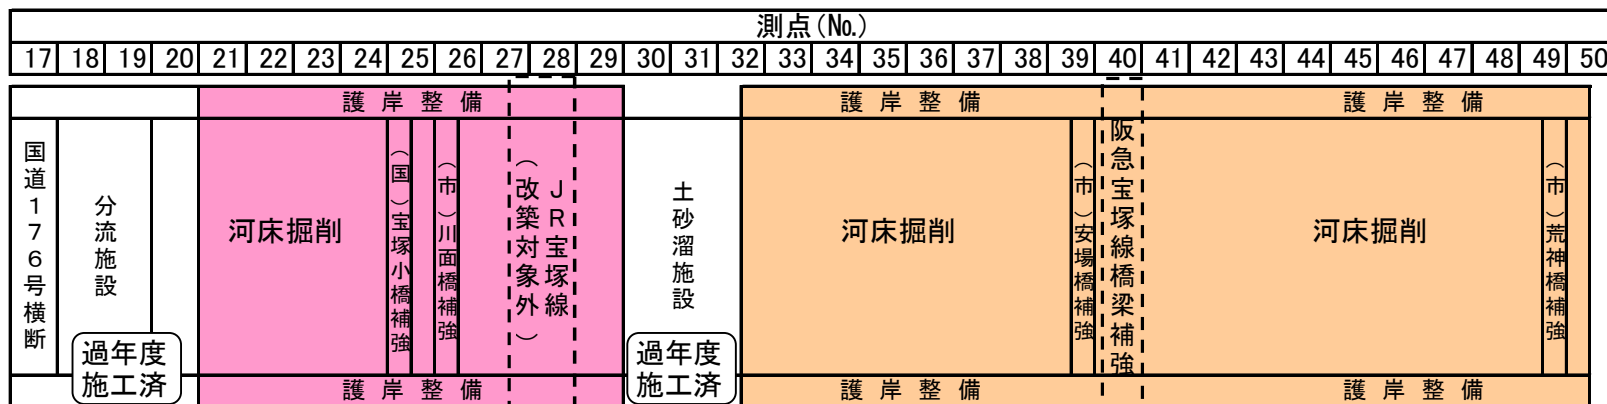 測点(№)
17 18 19 20 21 22 23 24 25 26 27 28 29 30 31 32 33 34 35 36 37 38 39 40 41 42 43 44 45 46 47 48 49 50
護岸整備 護岸整備 護岸整備
国道176号横断
分流施設
過年度
施工済
河床掘削
(国)宝塚小橋補強
(市)川面橋補強
JR宝塚線
(改築対象外)
土砂溜施設
過年度
施工済
河床掘削
(市)安場橋補強
阪急宝塚線橋梁補強
河床掘削
(市)荒神橋補強
護岸整備 護岸整備 護岸整備